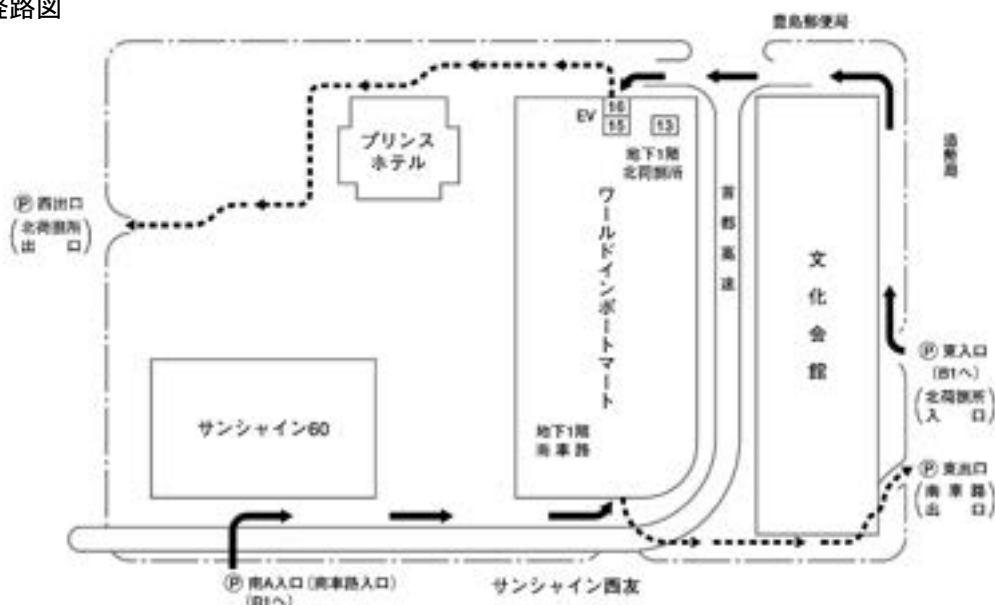 経路図
豊島郵便局
造幣局
EV
16
15
13
地下1階
北荷捌所
プリンス
ホテル
ワールドインポートマート
首都高速
文化会館
Ⓟ 西出口
(北荷捌所
出口)
Ⓟ 東入口
(B1へ)
(北荷捌所
入口)
サンシャイン60
地下1階
南車路
Ⓟ 東出口
(南車路
出口)
Ⓟ 南A入口(南車路入口)
(B1へ)
サンシャイン西友